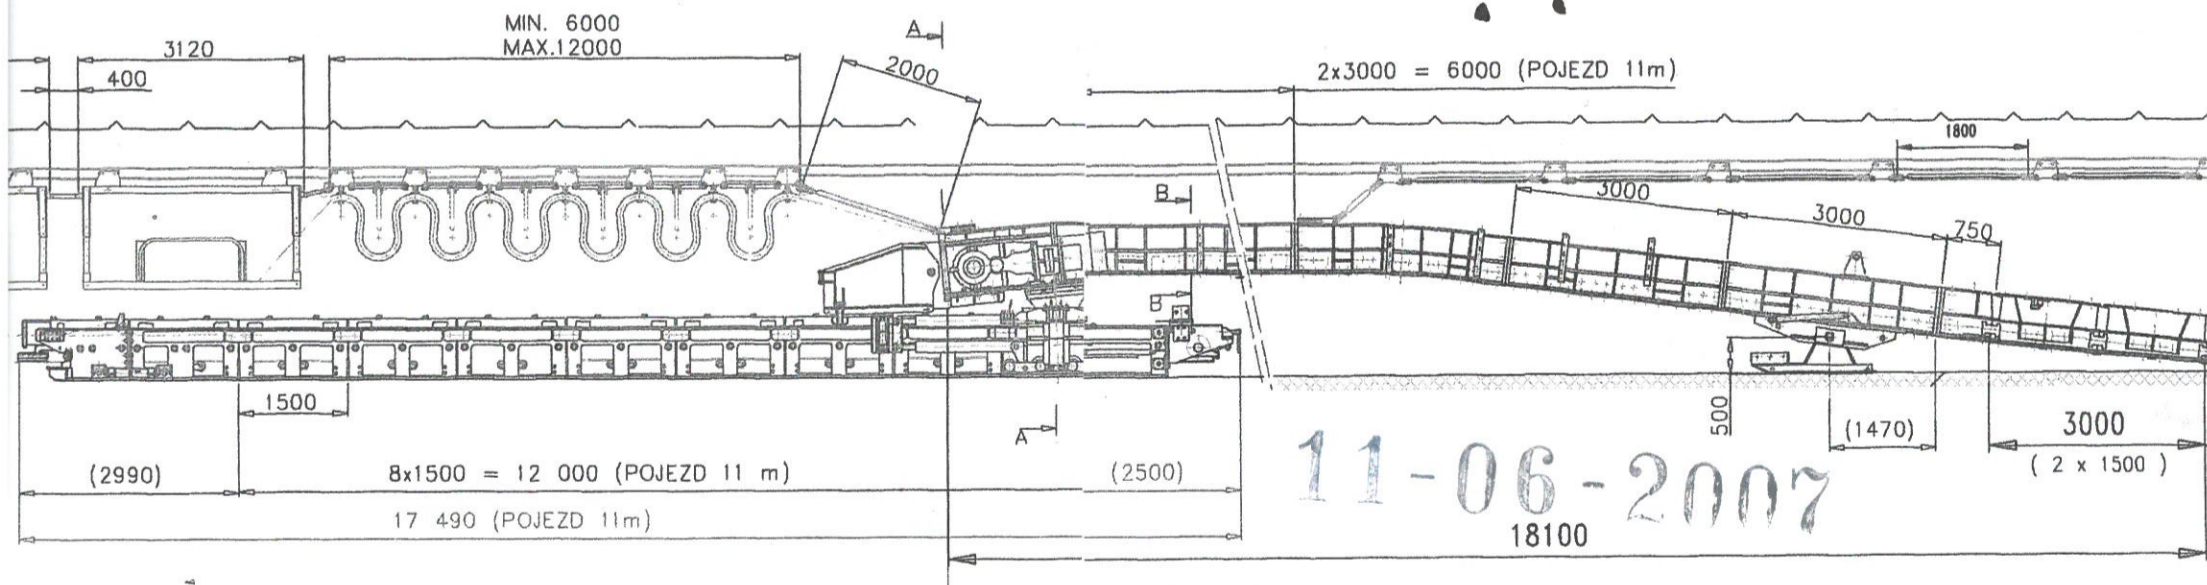 MIN. 6000
MAX.12000
A
3120
400
2000
2x3000 = 6000 (POJEZD 11m)
1800
B
3000
3000
750
B
1500
A
500
(1470)
3000
( 2 x 1500 )
(2990)
8x1500 = 12 000 (POJEZD 11 m)
(2500)
11-06-2007
17 490 (POJEZD 11m)
18100